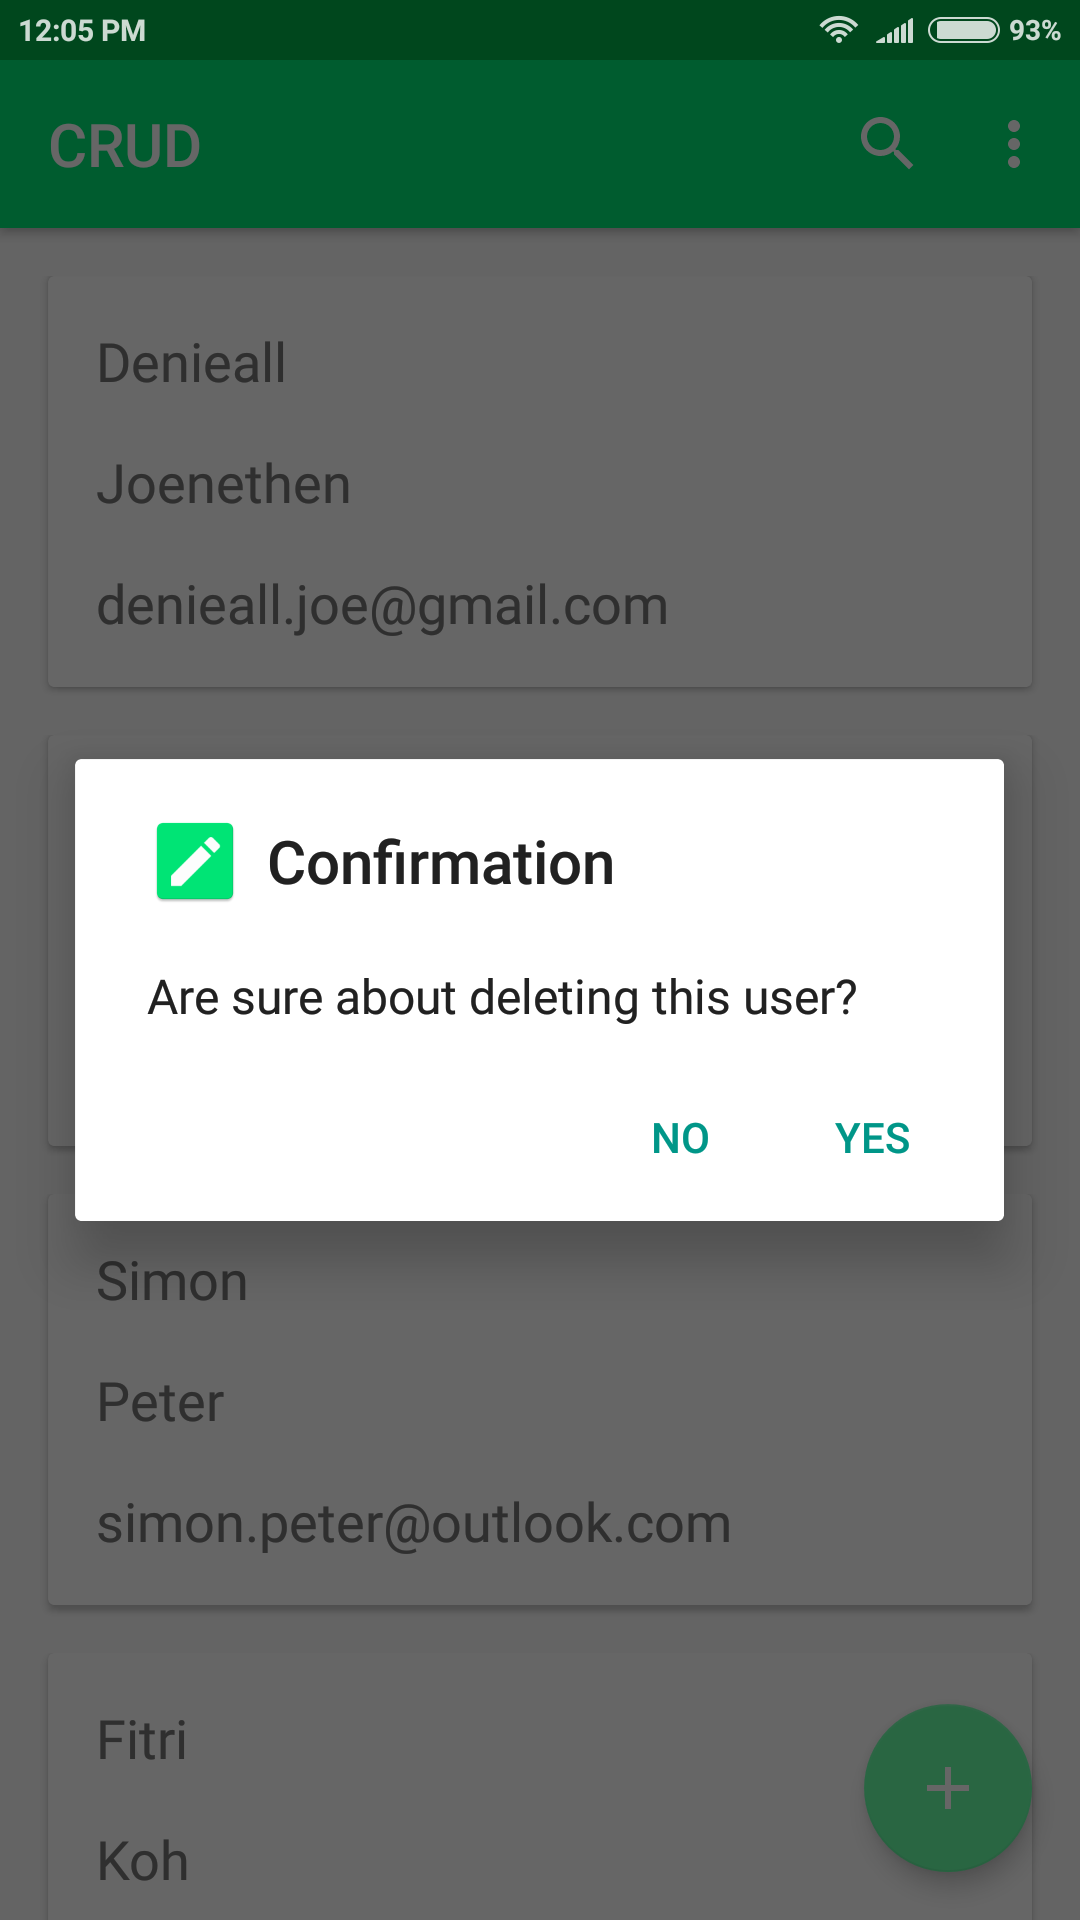 12:05 PM 93%
CRUD
Denieall
Joenethen
denieall.joe@gmail.com
Confirmation
Are sure about deleting this user?
NO YES
Simon
Peter
simon.peter@outlook.com
Fitri
Koh